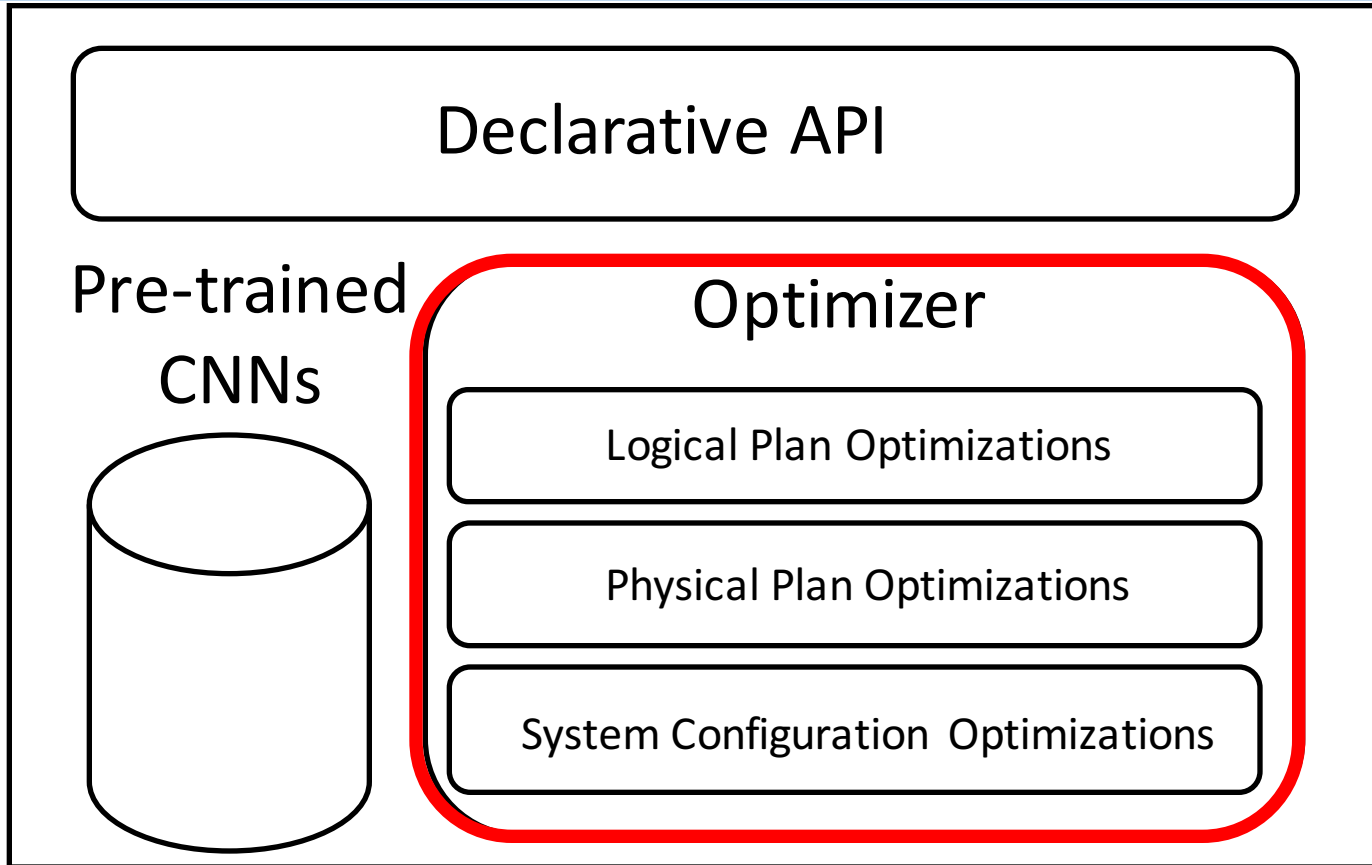 Declarative API
Pre-trained
CNNs
Optimizer
Logical Plan Optimizations
Physical Plan Optimizations
System Configuration Optimizations